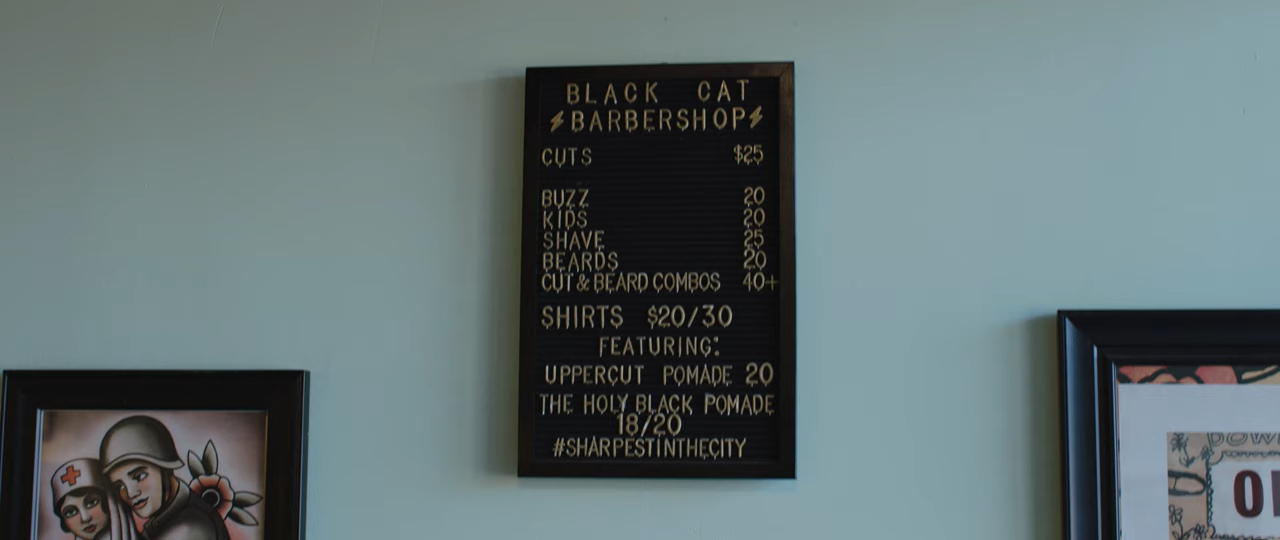 BLACK CAT
⚡BARBERSHOP⚡
CUTS $25
BUZZ 20
KIDS 20
SHAVE 25
BEARDS 20
CUT & BEARD COMBOS 40+
SHIRTS $20/30
FEATURING:
UPPERCUT POMADE 20
THE HOLY BLACK POMADE
18/20
#SHARPESTINTHECITY